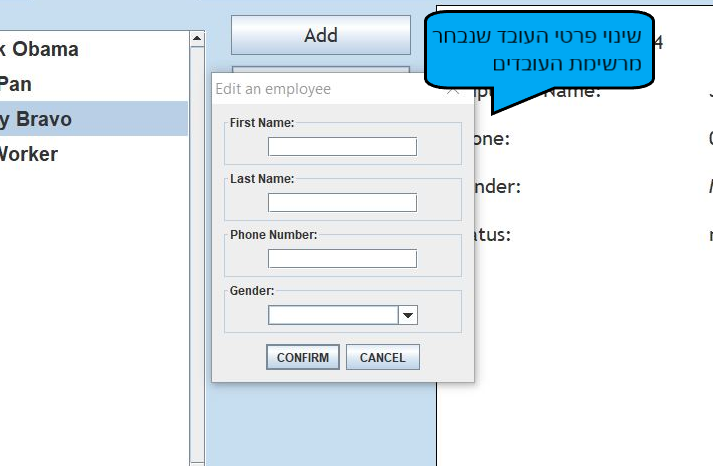 k Obama
Pan
y Bravo
Worker
Add
שינוי פרטי העובד שנבחר
מרשימת העובדים
4
Name:
one:
nder:
atus:
Edit an employee
First Name:
Last Name:
Phone Number:
Gender:
CONFIRM
CANCEL